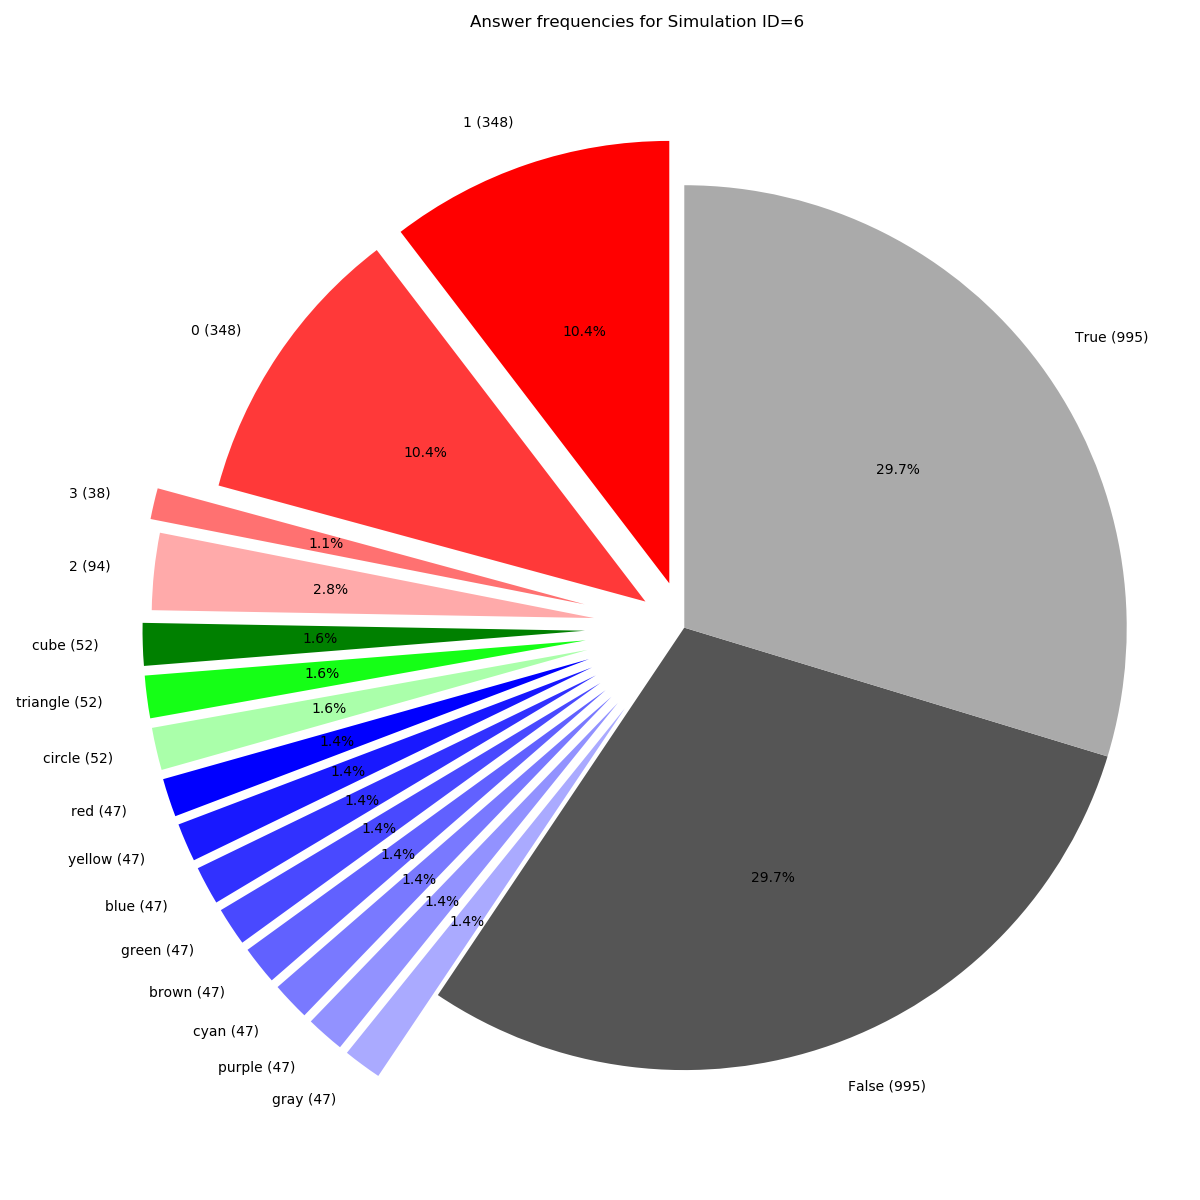 Answer frequencies for Simulation ID=6
1 (348)
10.4%
0 (348)
10.4%
3 (38)
1.1%
2 (94)
2.8%
cube (52)
1.6%
triangle (52)
1.6%
circle (52)
1.6%
red (47)
1.4%
yellow (47)
1.4%
blue (47)
1.4%
green (47)
1.4%
brown (47)
1.4%
cyan (47)
1.4%
purple (47)
1.4%
gray (47)
1.4%
False (995)
29.7%
True (995)
29.7%